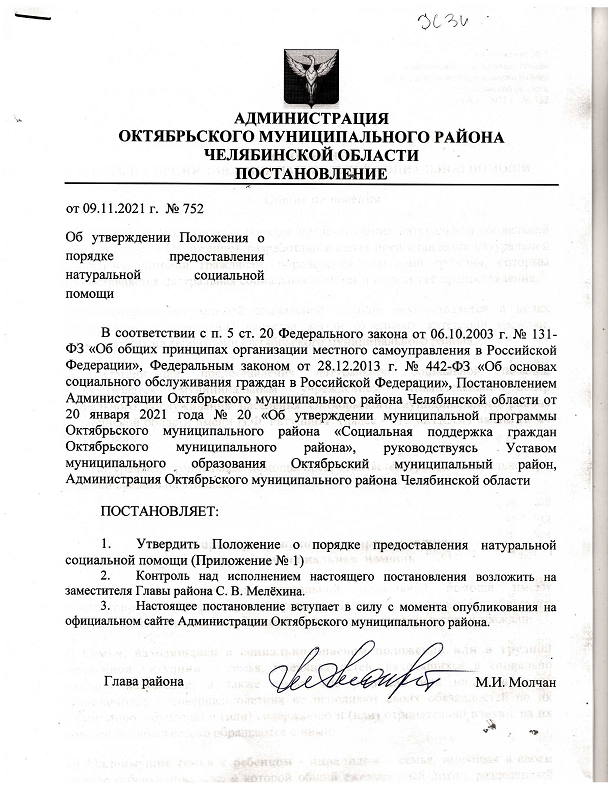 АДМИНИСТРАЦИЯ
ОКТЯБРЬСКОГО МУНИЦИПАЛЬНОГО РАЙОНА
ЧЕЛЯБИНСКОЙ ОБЛАСТИ
ПОСТАНОВЛЕНИЕ
от 09.11.2021 г. № 752
Об утверждении Положения о
порядке предоставления
натуральной социальной
помощи
В соответствии с п. 5 ст. 20 Федерального закона от 06.10.2003 г. № 131-
ФЗ «Об общих принципах организации местного самоуправления в Российской
Федерации», Федеральным законом от 28.12.2013 г. № 442-ФЗ «Об основах
социального обслуживания граждан в Российской Федерации», Постановлением
Администрации Октябрьского муниципального района Челябинской области от
20 января 2021 года № 20 «Об утверждении муниципальной программы
Октябрьского муниципального района «Социальная поддержка граждан
Октябрьского муниципального района», руководствуясь Уставом
муниципального образования Октябрьский муниципальный район,
Администрация Октябрьского муниципального района Челябинской области
ПОСТАНОВЛЯЕТ:
1. Утвердить Положение о порядке предоставления натуральной
социальной помощи (Приложение № 1)
2. Контроль над исполнением настоящего постановления возложить на
заместителя Главы района С. В. Мелёхина.
3. Настоящее постановление вступает в силу с момента опубликования на
официальном сайте Администрации Октябрьского муниципального района.
Глава района М.И. Молчан